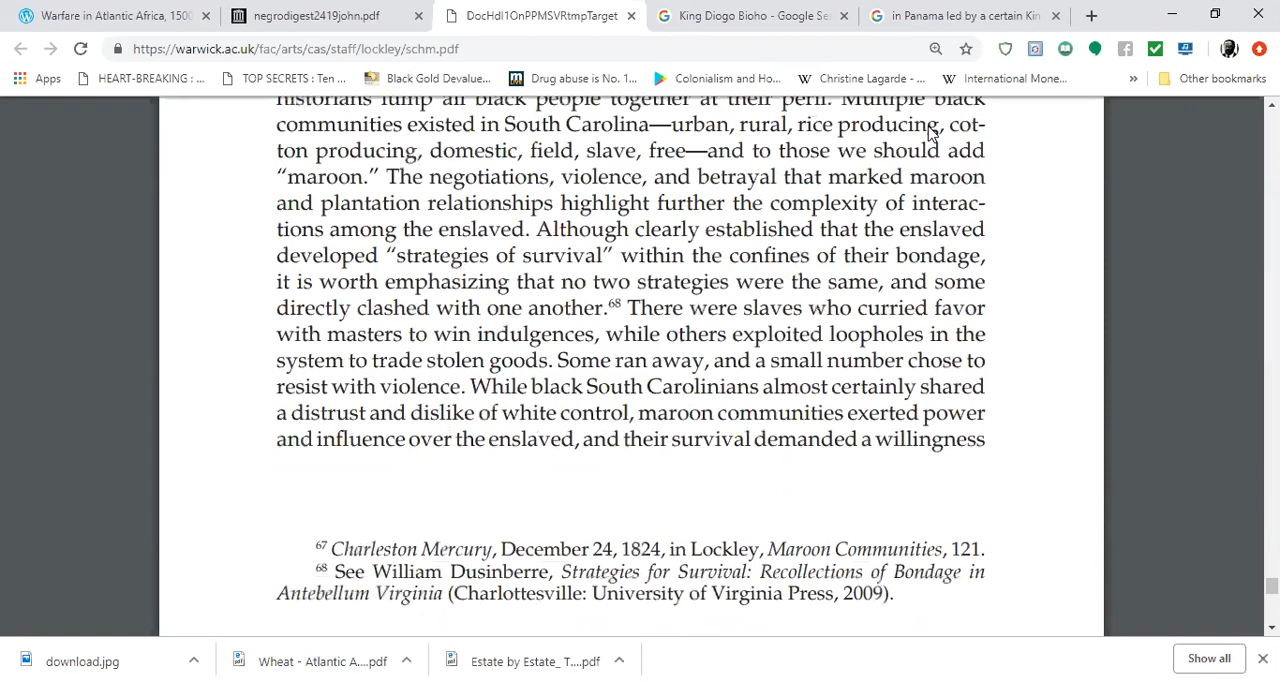 Warfare in Atlantic Africa, 1500
negrodigest2419john.pdf
DocHdl1OnPPMSVRtmpTarget
King Diogo Bioho - Google Se
in Panama led by a certain Kin
https://warwick.ac.uk/fac/arts/cas/staff/lockley/schm.pdf
Apps
HEART-BREAKING : ...
TOP SECRETS : Ten ...
Black Gold Devalue...
Drug abuse is No. 1...
Colonialism and Ho...
Christine Lagarde - ...
International Mone...
»
Other bookmarks
historians lump all black people together at their peril. Multiple black
communities existed in South Carolina—urban, rural, rice producing, cot-
ton producing, domestic, field, slave, free—and to those we should add
“maroon.” The negotiations, violence, and betrayal that marked maroon
and plantation relationships highlight further the complexity of interac-
tions among the enslaved. Although clearly established that the enslaved
developed “strategies of survival” within the confines of their bondage,
it is worth emphasizing that no two strategies were the same, and some
directly clashed with one another.68 There were slaves who curried favor
with masters to win indulgences, while others exploited loopholes in the
system to trade stolen goods. Some ran away, and a small number chose to
resist with violence. While black South Carolinians almost certainly shared
a distrust and dislike of white control, maroon communities exerted power
and influence over the enslaved, and their survival demanded a willingness
67 Charleston Mercury, December 24, 1824, in Lockley, Maroon Communities, 121.
68 See William Dusinberre, Strategies for Survival: Recollections of Bondage in
Antebellum Virginia (Charlottesville: University of Virginia Press, 2009).
download.jpg
Wheat - Atlantic A....pdf
Estate by Estate_ T....pdf
Show all